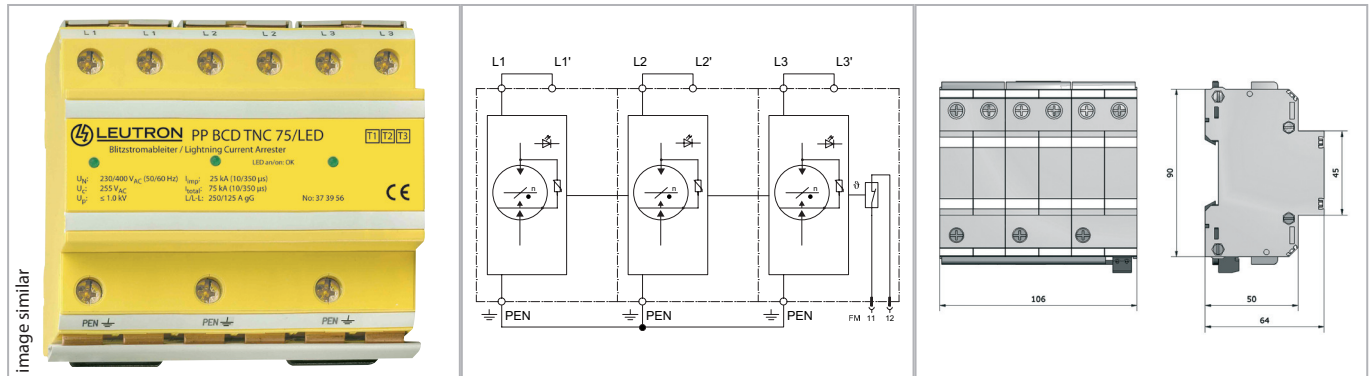 L1 L1 L2 L2 L3 L3
LEUTRON PP BCD TNC 75/LED T1 T2 T3
Blitzstromableiter / Lightning Current Arrester
LED an/on: OK
UN: 230/400 VAC (50/60 Hz) Iimp: 25 kA (10/350 µs)
Uc: 255 VAC Itotal: 75 kA (10/350 µs)
Up: ≤ 1.0 kV L/L-L: 250/125 A gG No: 37 39 56
CE
PEN PEN PEN
image similar
L1 L1' L2 L2' L3 L3'
n n n ϑ
PEN PEN PEN FM 11 12
90
45
106
50
64